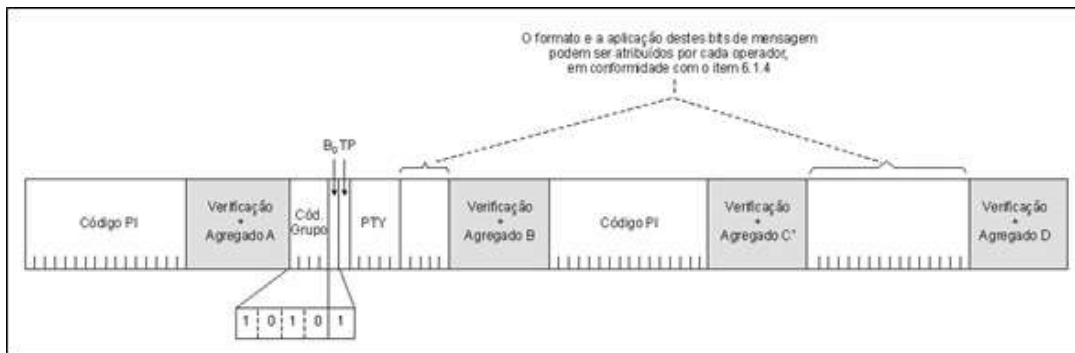 O formato e a aplicação destes bits de mensagem
podem ser atribuídos por cada operador,
em conformidade com o item 6.1.4
B₀ TP
Código PI
Verificação
+
Agregado A
Cód.
Grupo
PTY
Verificação
+
Agregado B
Código PI
Verificação
+
Agregado C'
Verificação
+
Agregado D
1 0 1 0 1